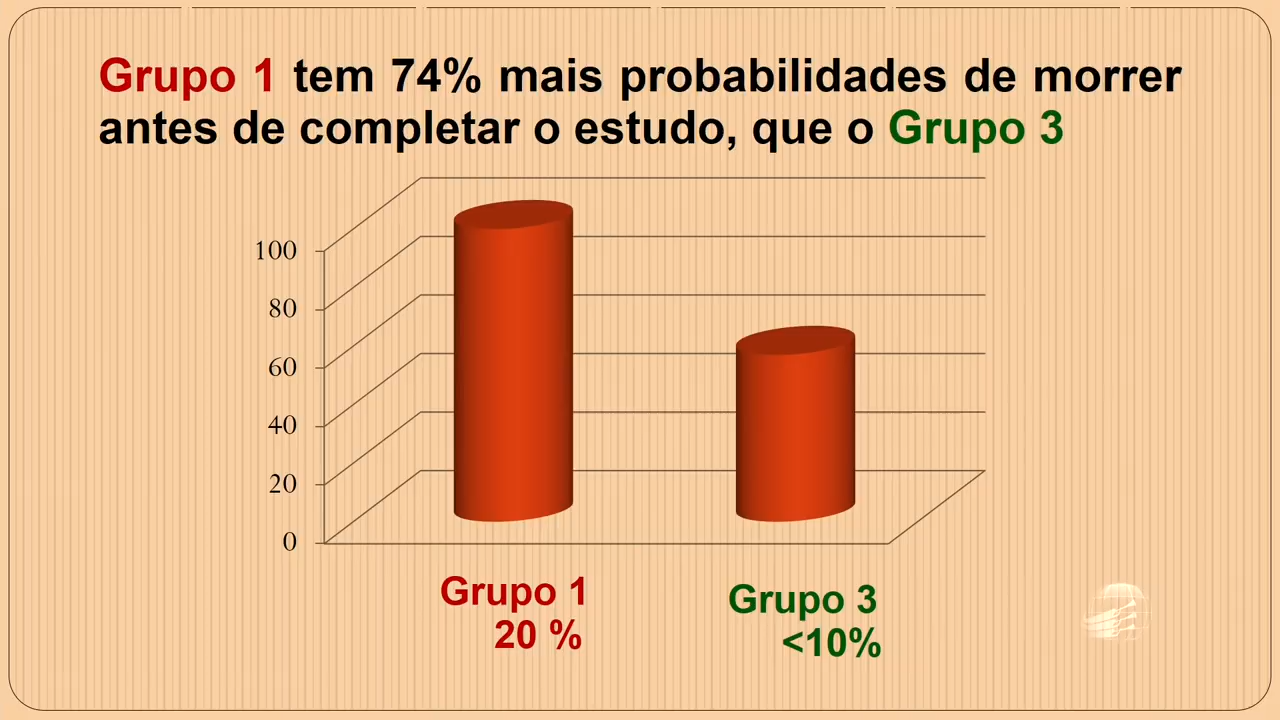 Grupo 1 tem 74% mais probabilidades de morrer
antes de completar o estudo, que o Grupo 3
100
80
60
40
20
0
Grupo 1
20 %
Grupo 3
<10%